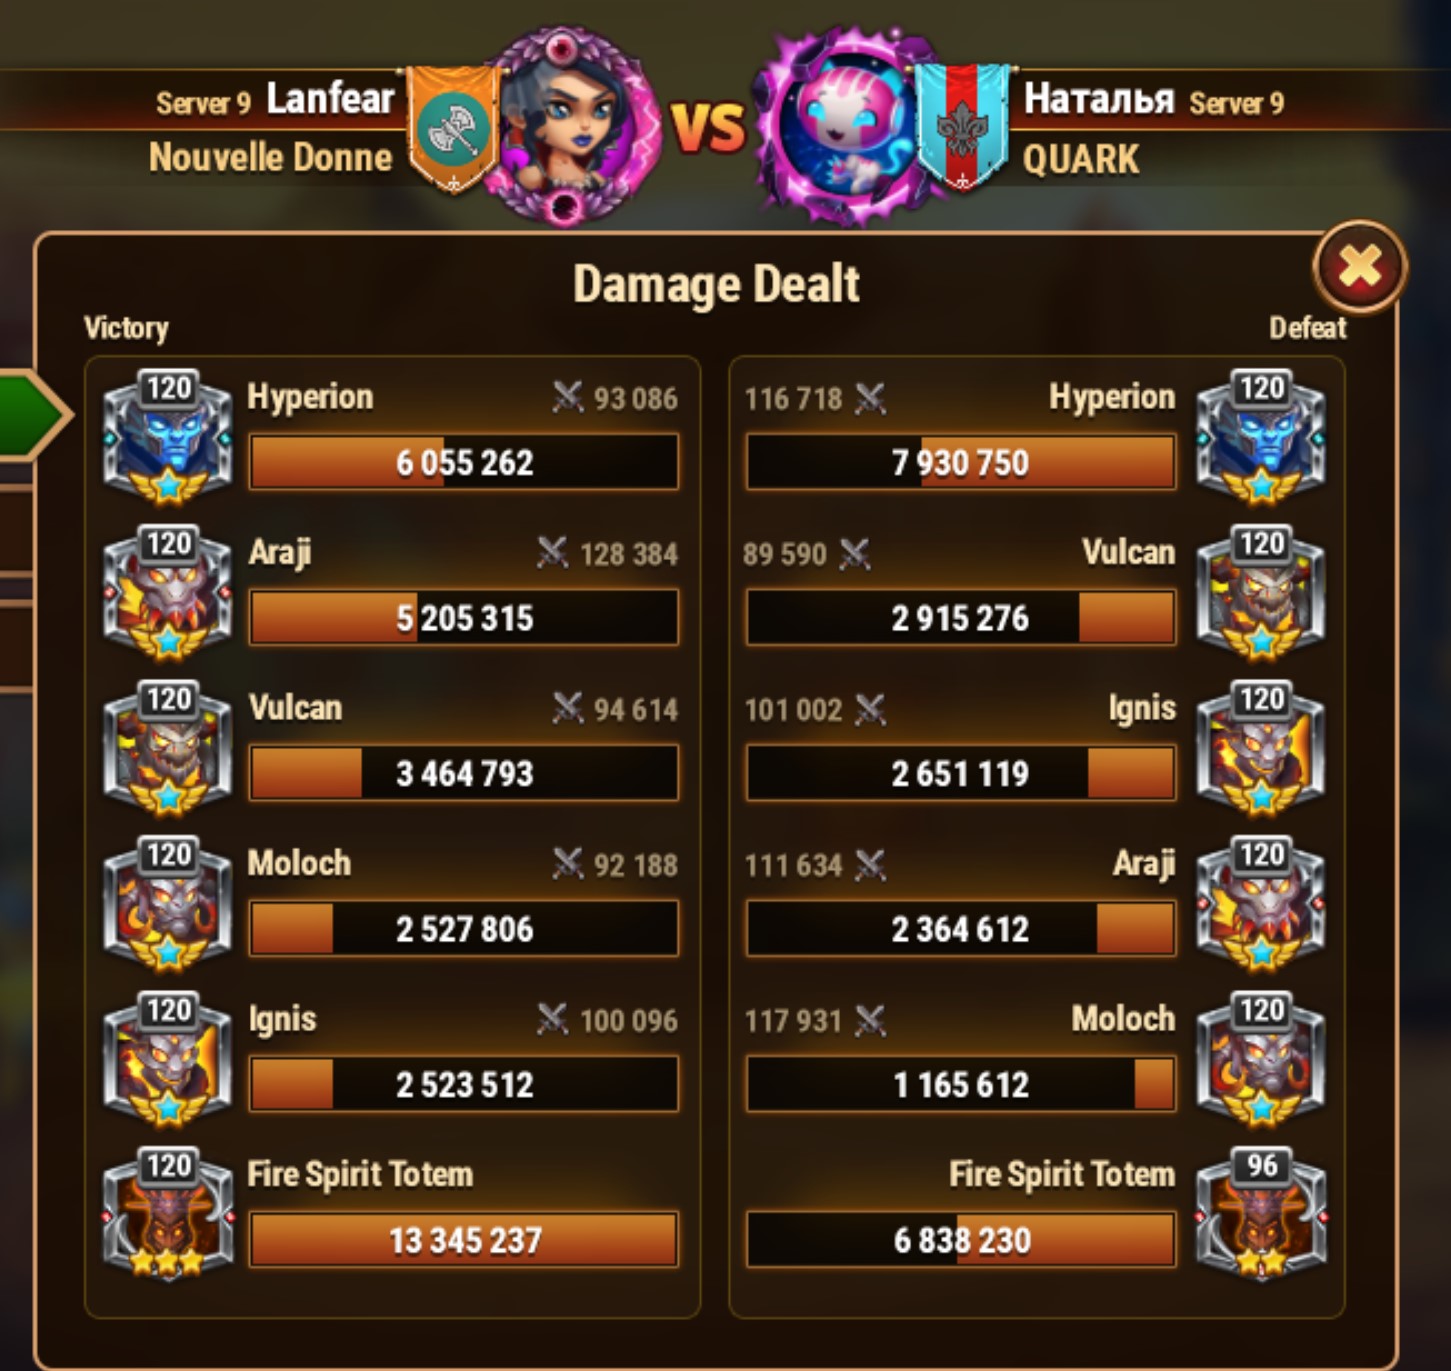 Server 9 Lanfear
Nouvelle Donne
VS
Наталья Server 9
QUARK
Damage Dealt
Victory
Defeat
120
Hyperion
93 086
6 055 262
120
Araji
128 384
5 205 315
120
Vulcan
94 614
3 464 793
120
Moloch
92 188
2 527 806
120
Ignis
100 096
2 523 512
120
Fire Spirit Totem
13 345 237
116 718
Hyperion
120
7 930 750
89 590
Vulcan
120
2 915 276
101 002
Ignis
120
2 651 119
111 634
Araji
120
2 364 612
117 931
Moloch
120
1 165 612
Fire Spirit Totem
96
6 838 230